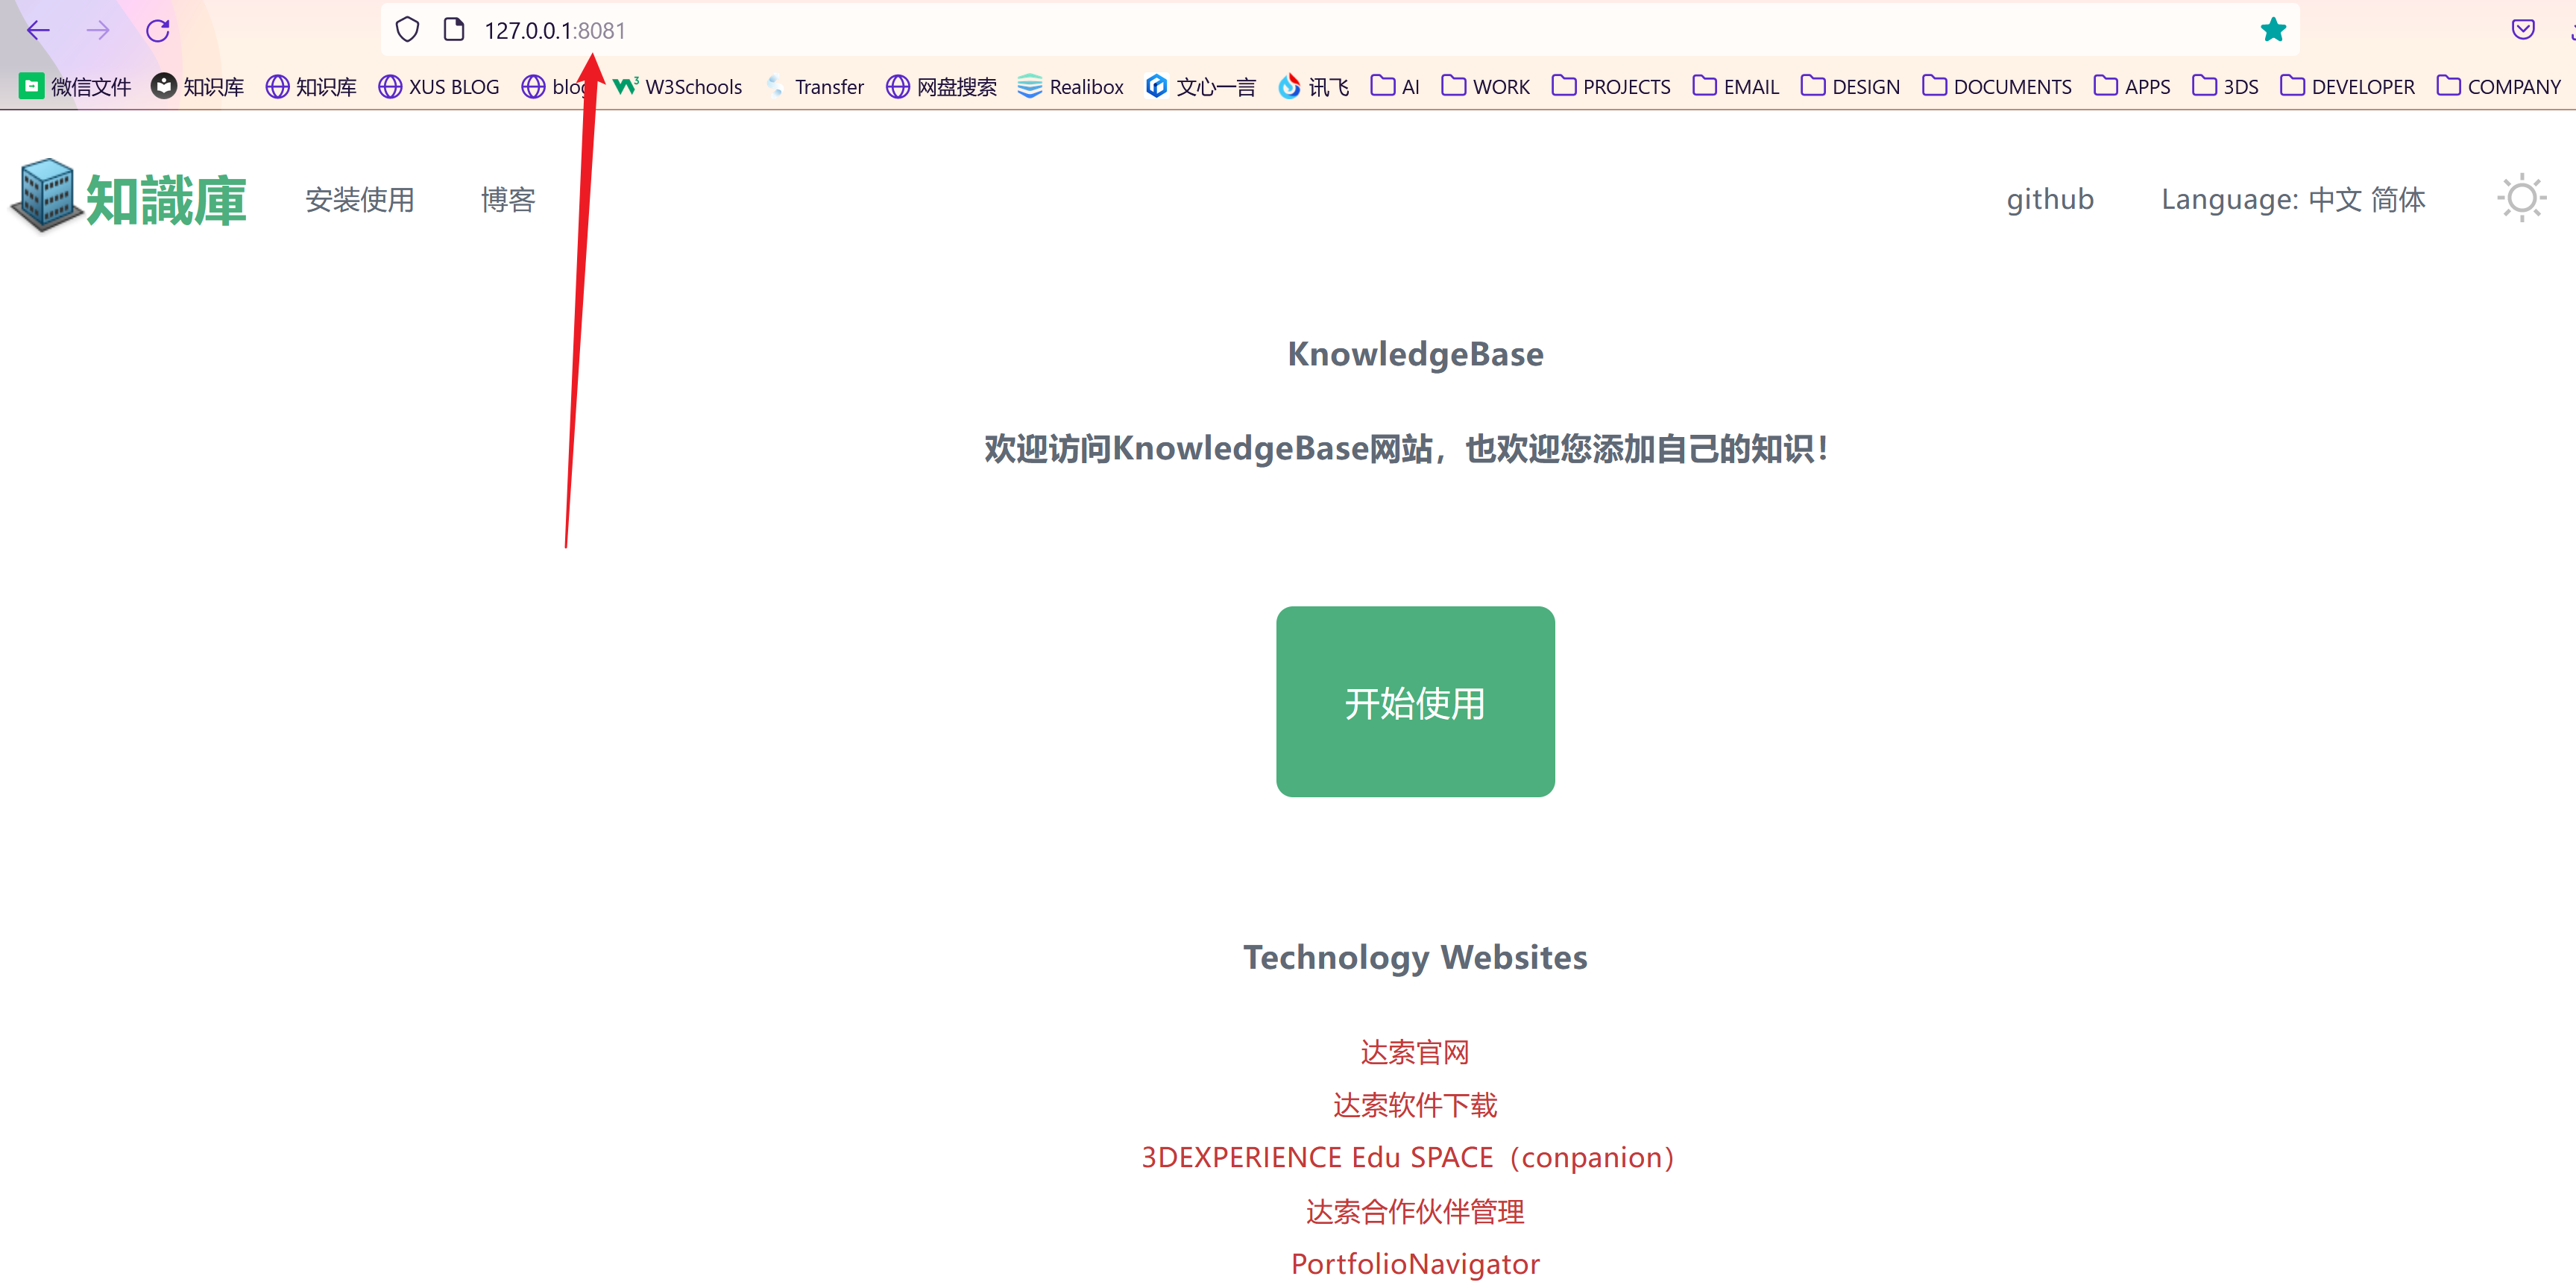 127.0.0.1:8081
微信文件 知识库 知识库 XUS BLOG blog W3Schools Transfer 网盘搜索 Realibox 文心一言 讯飞 AI WORK PROJECTS EMAIL DESIGN DOCUMENTS APPS 3DS DEVELOPER COMPANY
知識庫 安装使用 博客 github Language: 中文 简体
KnowledgeBase
欢迎访问KnowledgeBase网站，也欢迎您添加自己的知识！
开始使用
Technology Websites
达索官网
达索软件下载
3DEXPERIENCE Edu SPACE（conpanion）
达索合作伙伴管理
PortfolioNavigator